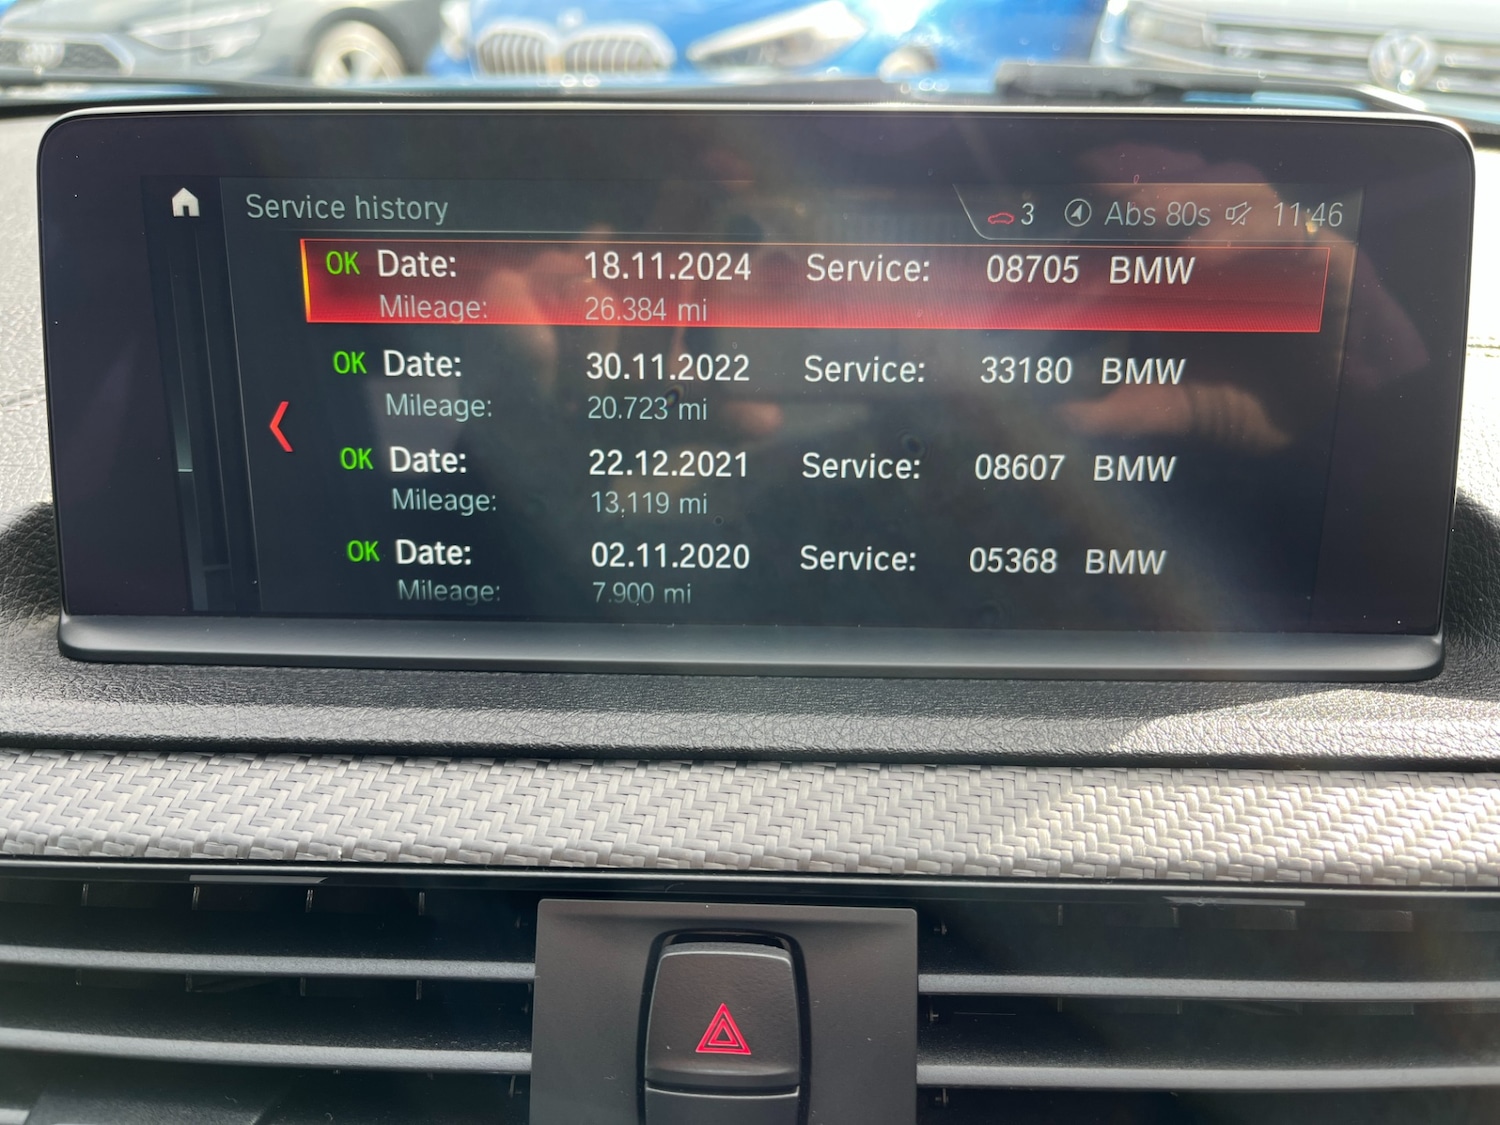 Service history
3 Abs 80s 11:46
OK Date: 18.11.2024 Service: 08705 BMW
Mileage: 26.384 mi
OK Date: 30.11.2022 Service: 33180 BMW
Mileage: 20.723 mi
OK Date: 22.12.2021 Service: 08607 BMW
Mileage: 13.119 mi
OK Date: 02.11.2020 Service: 05368 BMW
Mileage: 7.900 mi